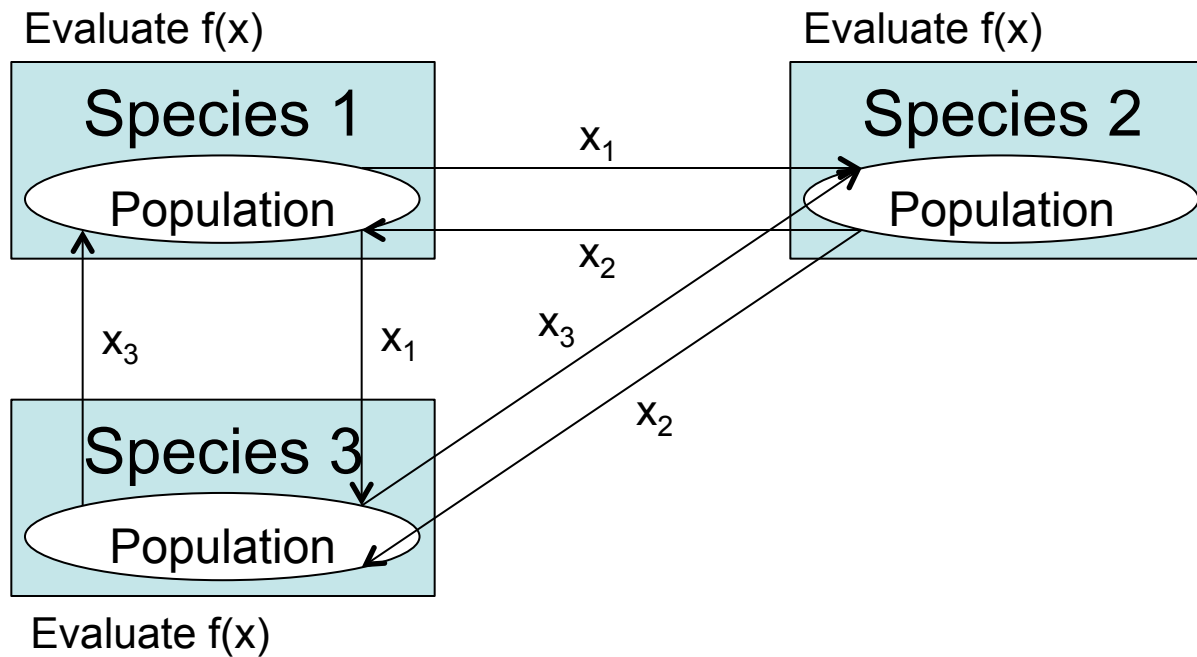 Evaluate f(x)
Evaluate f(x)
Species 1
Species 2
Population
Population
x₁
x₂
x₃
x₁
x₃
x₂
Species 3
Population
Evaluate f(x)